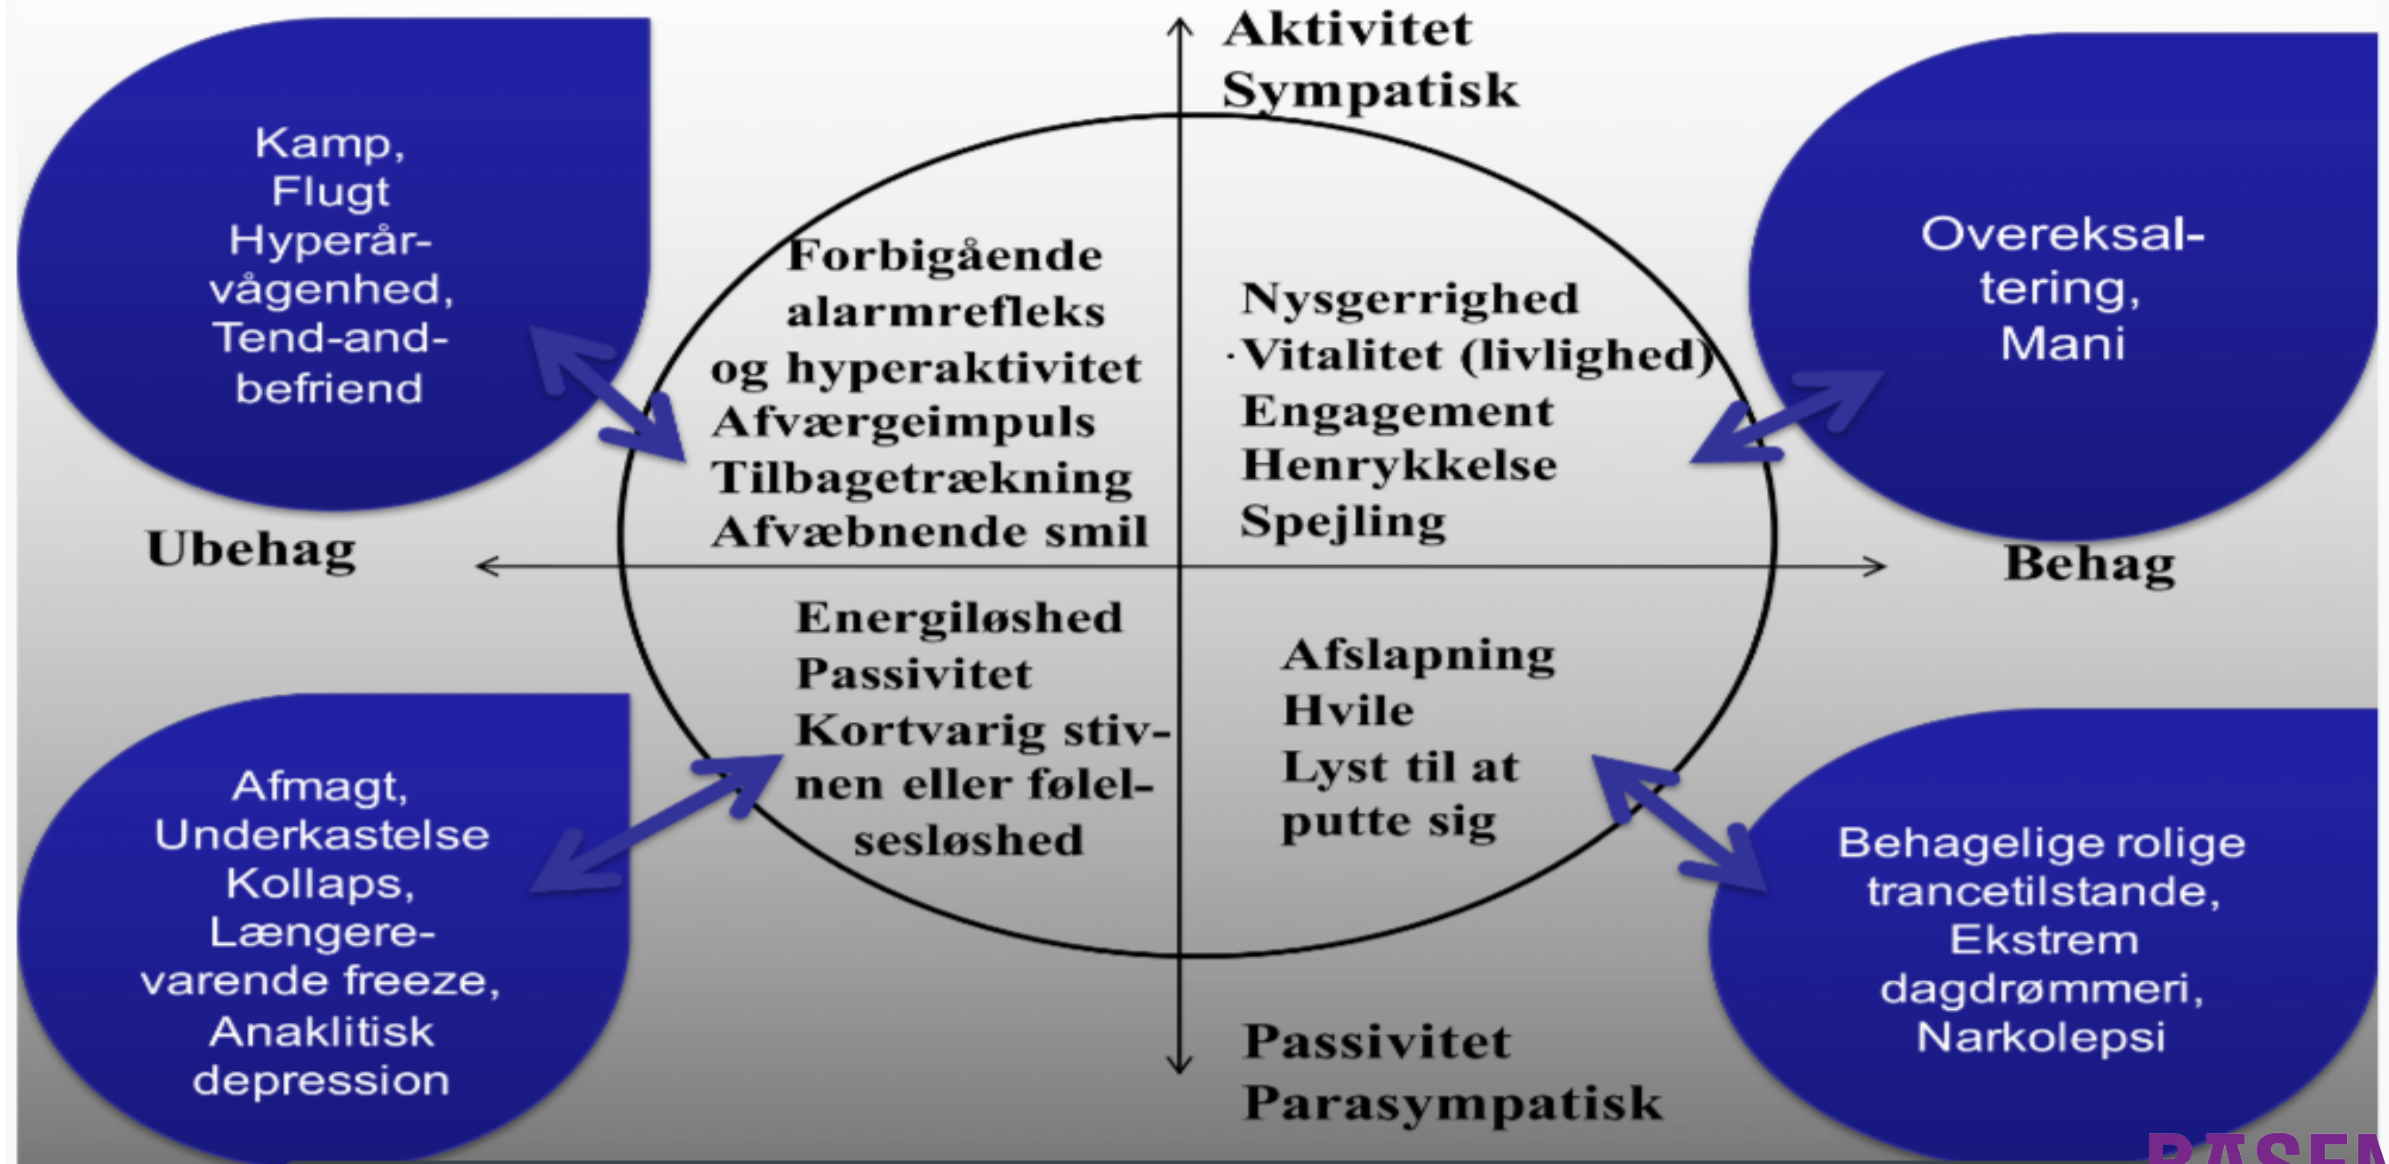 Aktivitet
Sympatisk
Kamp,
Flugt
Hyperår-
vågenhed,
Tend-and-
befriend
Forbigående
alarmrefleks
og hyperaktivitet
Afværgeimpuls
Tilbagetrækning
Afvæbnende smil
Nysgerrighed
·Vitalitet (livlighed)
Engagement
Henrykkelse
Spejling
Overeksal-
tering,
Mani
Ubehag
Behag
Energiløshed
Passivitet
Kortvarig stiv-
nen eller følel-
sesløshed
Afslapning
Hvile
Lyst til at
putte sig
Afmagt,
Underkastelse
Kollaps,
Længere-
varende freeze,
Anaklitisk
depression
Behagelige rolige
trancetilstande,
Ekstrem
dagdrømmeri,
Narkolepsi
Passivitet
Parasympatisk